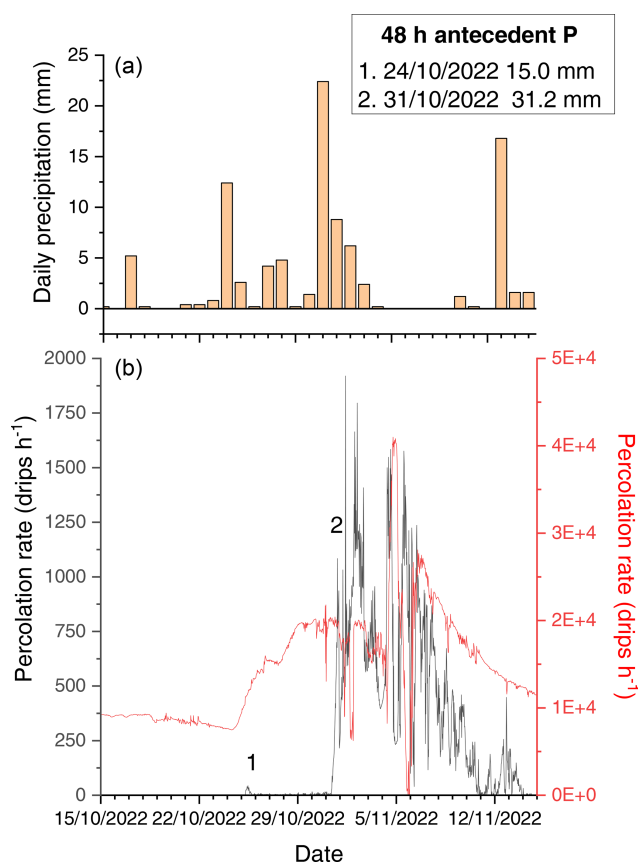 48 h antecedent P
1. 24/10/2022 15.0 mm
2. 31/10/2022 31.2 mm
(a)
Daily precipitation (mm)
25
20
15
10
5
0
(b)
Percolation rate (drips h⁻¹)
2000
1750
1500
1250
1000
750
500
250
0
1
2
5E+4
4E+4
3E+4
2E+4
1E+4
0E+0
Percolation rate (drips h⁻¹)
15/10/2022 22/10/2022 29/10/2022 5/11/2022 12/11/2022
Date